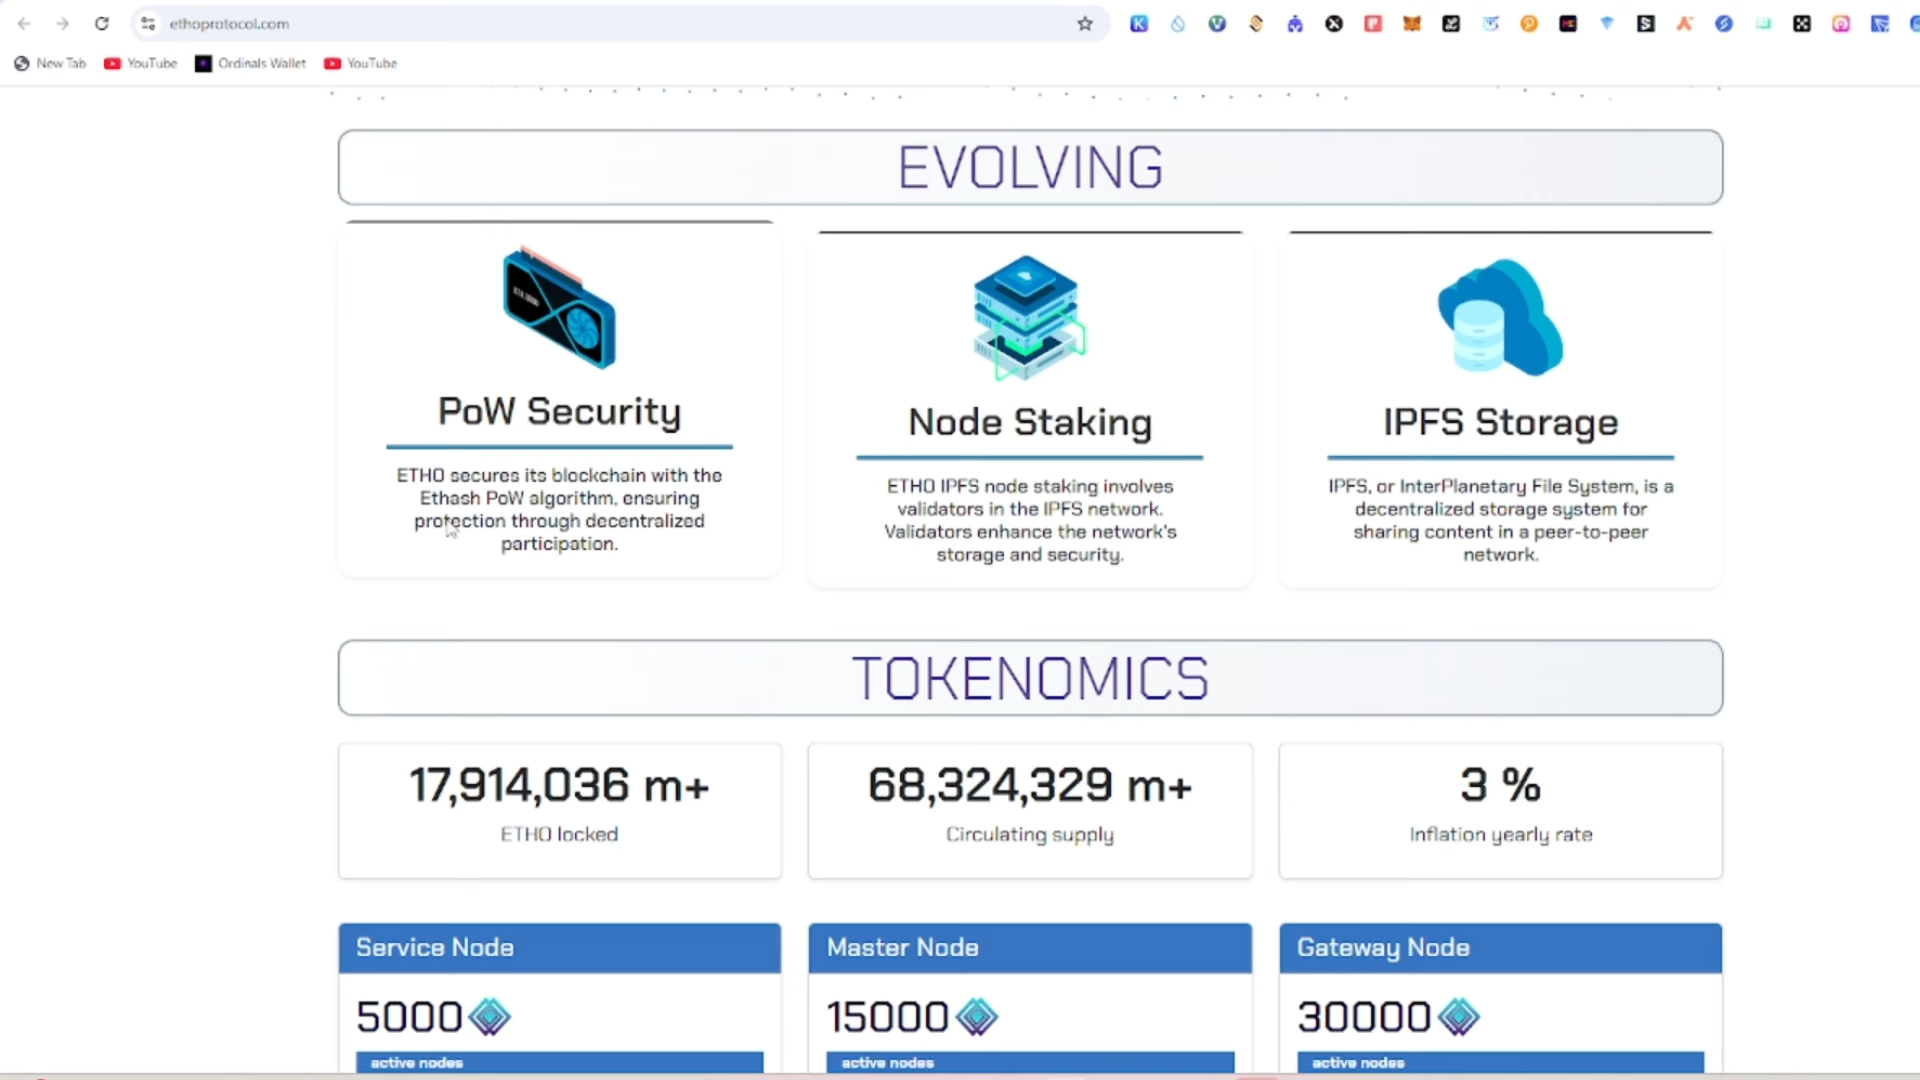 ethoprotocol.com
New Tab YouTube Ordinals Wallet YouTube
EVOLVING
PoW Security
ETHO secures its blockchain with the
Ethash PoW algorithm, ensuring
protection through decentralized
participation.
Node Staking
ETHO IPFS node staking involves
validators in the IPFS network.
Validators enhance the network's
storage and security.
IPFS Storage
IPFS, or InterPlanetary File System, is a
decentralized storage system for
sharing content in a peer-to-peer
network.
TOKENOMICS
17,914,036 m+
ETHO locked
68,324,329 m+
Circulating supply
3 %
Inflation yearly rate
Service Node
5000
active nodes
Master Node
15000
active nodes
Gateway Node
30000
active nodes